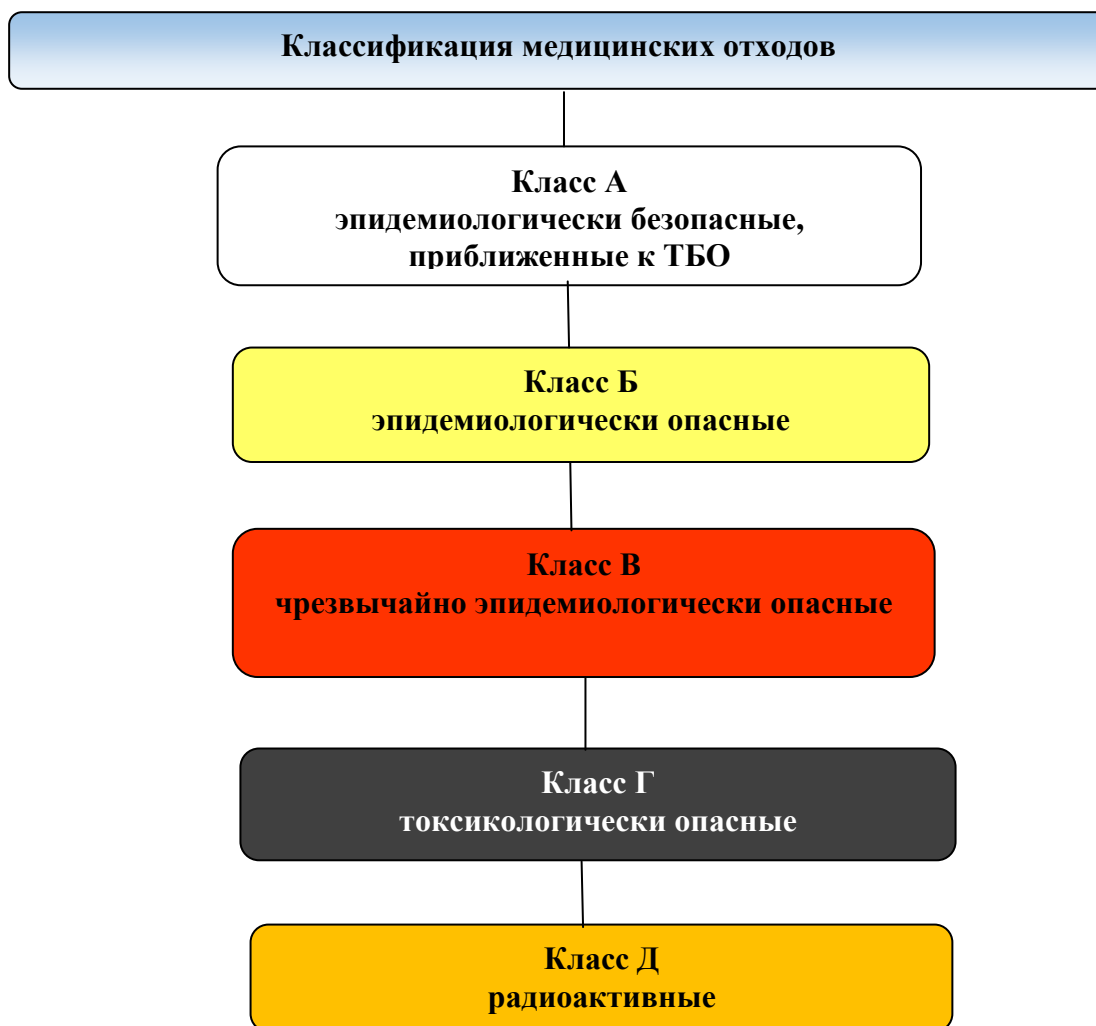 Классификация медицинских отходов
Класс А
эпидемиологически безопасные,
приближенные к ТБО
Класс Б
эпидемиологически опасные
Класс В
чрезвычайно эпидемиологически опасные
Класс Г
токсикологически опасные
Класс Д
радиоактивные